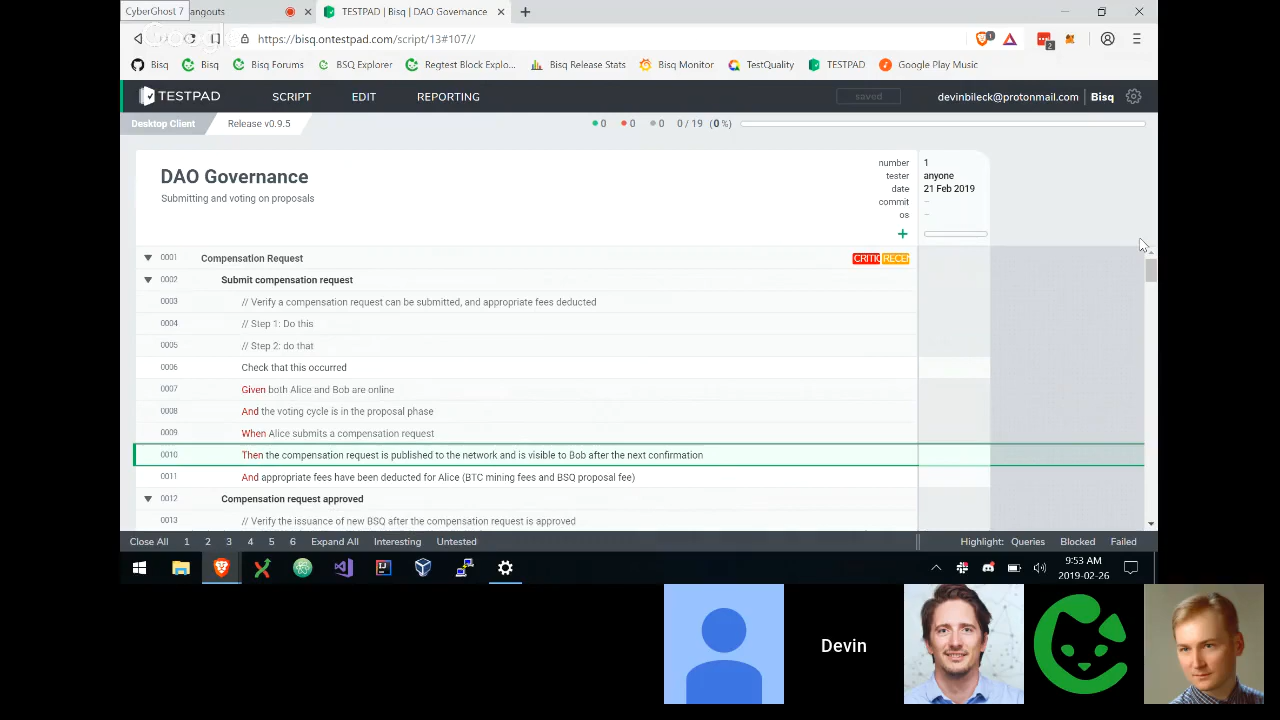 CyberGhost 7 angouts
TESTPAD | Bisq | DAO Governance
https://bisq.ontestpad.com/script/13#107//
1
2
Bisq Bisq Bisq Forums BSQ Explorer Regtest Block Explo... Bisq Release Stats Bisq Monitor TestQuality TESTPAD Google Play Music
TESTPAD SCRIPT EDIT REPORTING saved devinbileck@protonmail.com Bisq
Desktop Client Release v0.9.5 0 0 0 0 / 19 (0 %)
DAO Governance
Submitting and voting on proposals
number 1
tester anyone
date 21 Feb 2019
commit –
os –
+
0001 Compensation Request CRITIC RECEN
0002 Submit compensation request
0003 // Verify a compensation request can be submitted, and appropriate fees deducted
0004 // Step 1: Do this
0005 // Step 2: do that
0006 Check that this occurred
0007 Given both Alice and Bob are online
0008 And the voting cycle is in the proposal phase
0009 When Alice submits a compensation request
0010 Then the compensation request is published to the network and is visible to Bob after the next confirmation
0011 And appropriate fees have been deducted for Alice (BTC mining fees and BSQ proposal fee)
0012 Compensation request approved
0013 // Verify the issuance of new BSQ after the compensation request is approved
Close All 1 2 3 4 5 6 Expand All Interesting Untested Highlight: Queries Blocked Failed
9:53 AM
2019-02-26
Devin